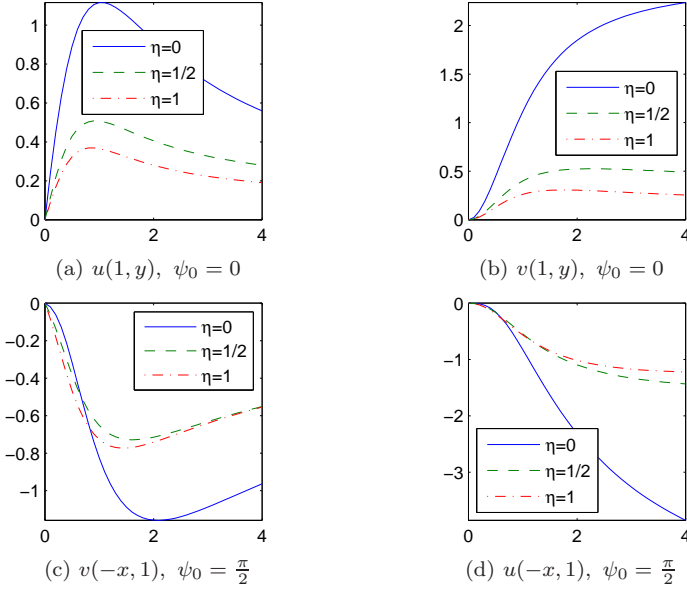 1
0.8
0.6
0.4
0.2
0
0 2 4
η=0
η=1/2
η=1
(a) u(1, y), ψ₀ = 0
2
1.5
1
0.5
0
0 2 4
η=0
η=1/2
η=1
(b) v(1, y), ψ₀ = 0
0
−0.2
−0.4
−0.6
−0.8
−1
0 2 4
η=0
η=1/2
η=1
(c) v(−x, 1), ψ₀ = π/2
0
−1
−2
−3
0 2 4
η=0
η=1/2
η=1
(d) u(−x, 1), ψ₀ = π/2